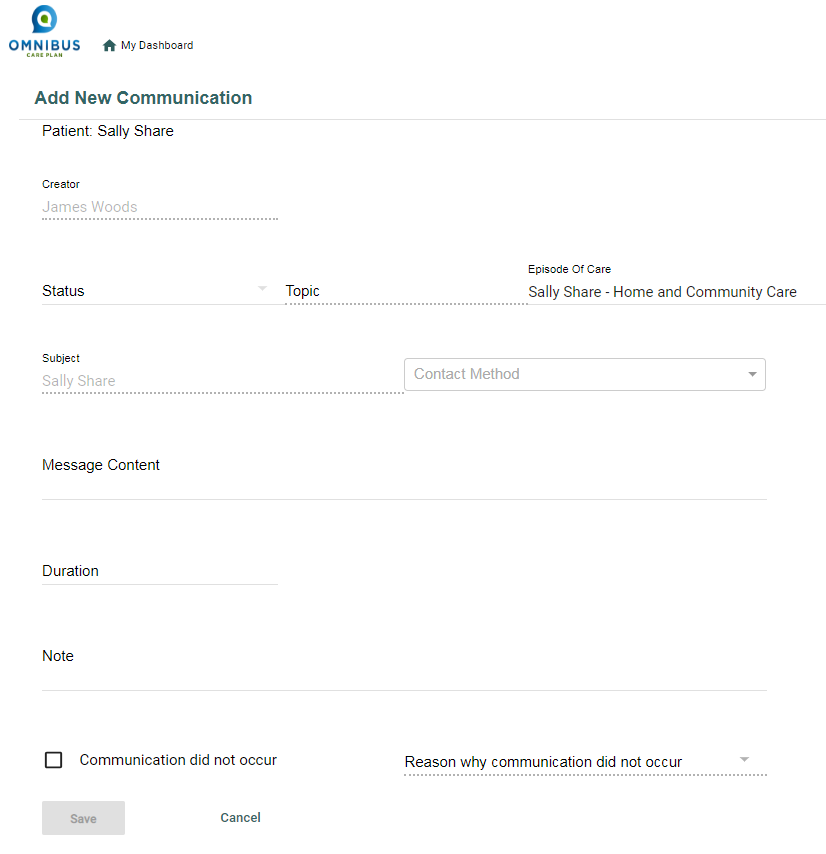 OMNIBUS
CARE PLAN
My Dashboard
Add New Communication
Patient: Sally Share
Creator
James Woods
Status
Topic
Episode Of Care
Sally Share - Home and Community Care
Subject
Sally Share
Contact Method
Message Content
Duration
Note
Communication did not occur
Reason why communication did not occur
Save
Cancel